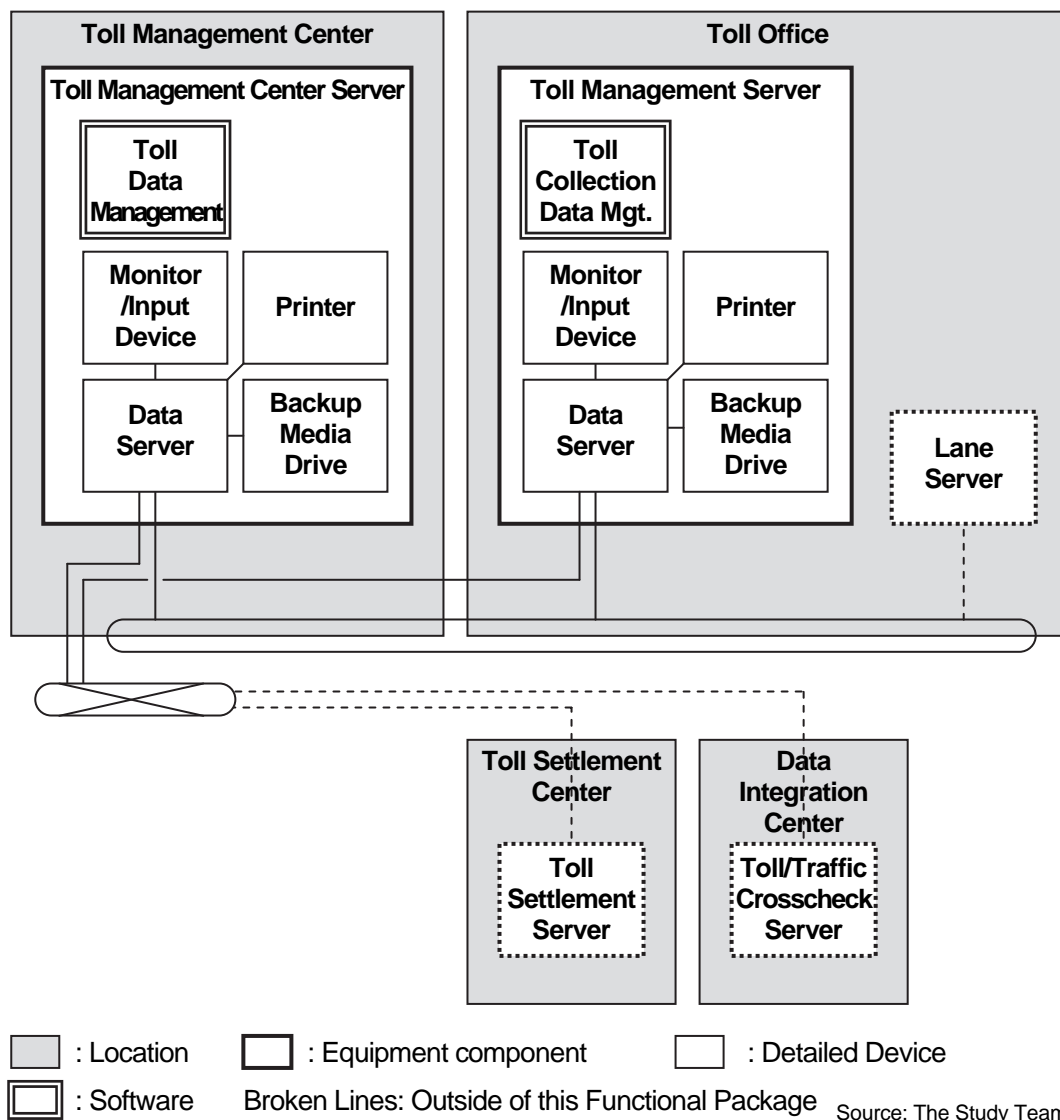 Toll Management Center
Toll Management Center Server
Toll
Data
Management
Monitor
/Input
Device
Printer
Data
Server
Backup
Media
Drive
Toll Office
Toll Management Server
Toll
Collection
Data Mgt.
Monitor
/Input
Device
Printer
Data
Server
Backup
Media
Drive
Lane
Server
Toll Settlement
Center
Toll
Settlement
Server
Data
Integration
Center
Toll/Traffic
Crosscheck
Server
: Location
: Equipment component
: Detailed Device
: Software
Broken Lines: Outside of this Functional Package
Source: The Study Team